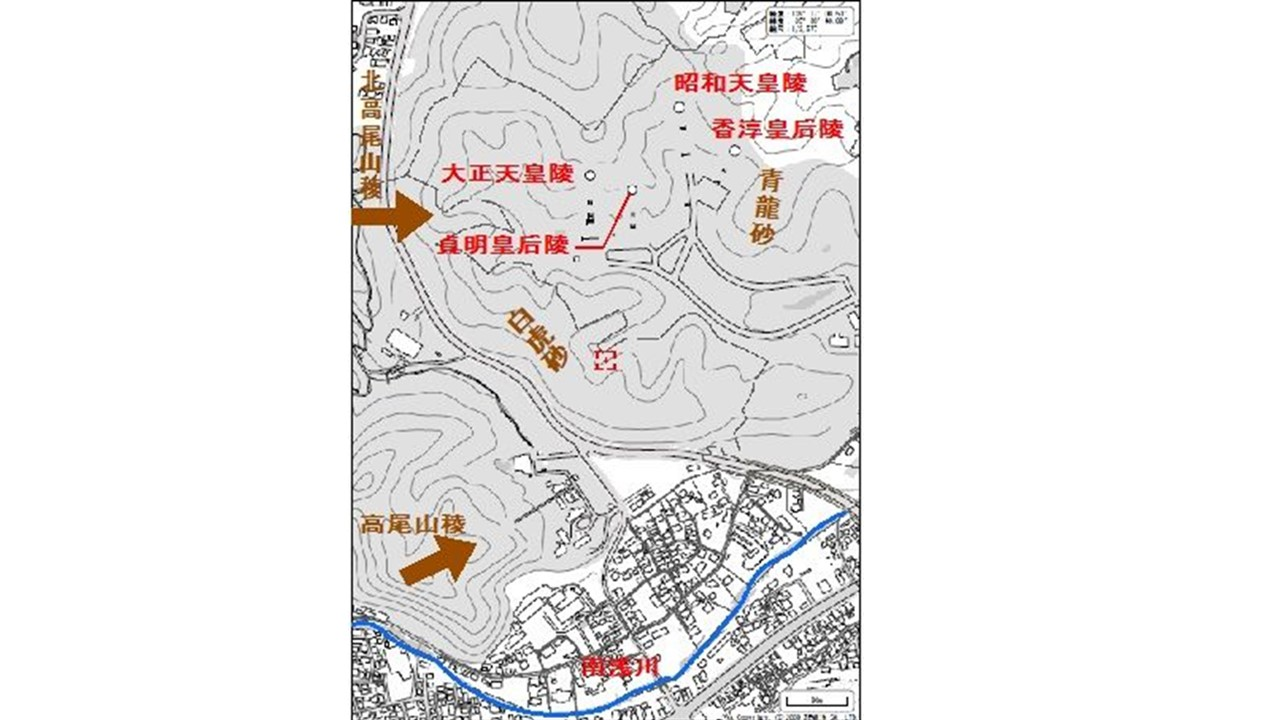 昭和天皇陵
香淳皇后陵
北高尾山稜
大正天皇陵
青龍砂
貞明皇后陵
白虎砂
高尾山稜
南浅川